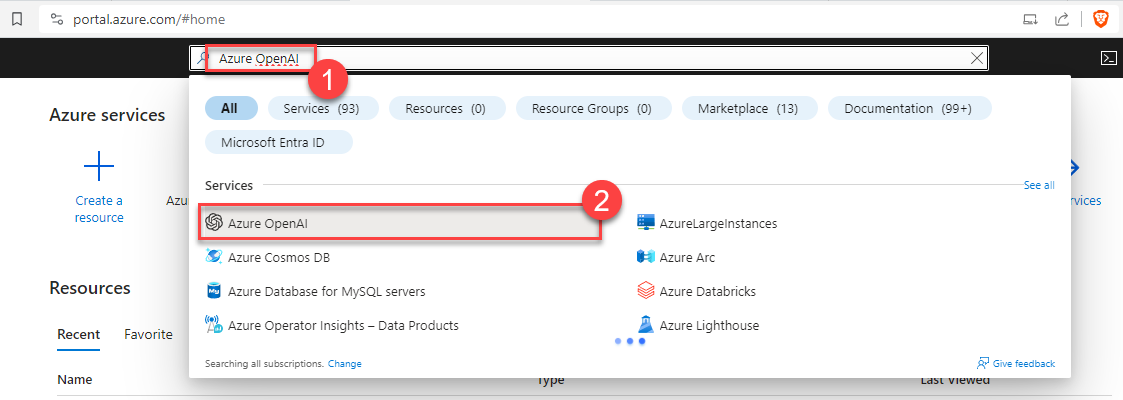 portal.azure.com/#home
Azure OpenAI
1
All Services (93) Resources (0) Resource Groups (0) Marketplace (13) Documentation (99+)
Microsoft Entra ID
Azure services
Create a
resource
Azu
ervices
Services
See all
2
Azure OpenAI
AzureLargeInstances
Azure Cosmos DB
Azure Arc
Azure Database for MySQL servers
Azure Databricks
Azure Operator Insights – Data Products
Azure Lighthouse
Searching all subscriptions. Change
Give feedback
Resources
Recent Favorite
Name Type Last Viewed